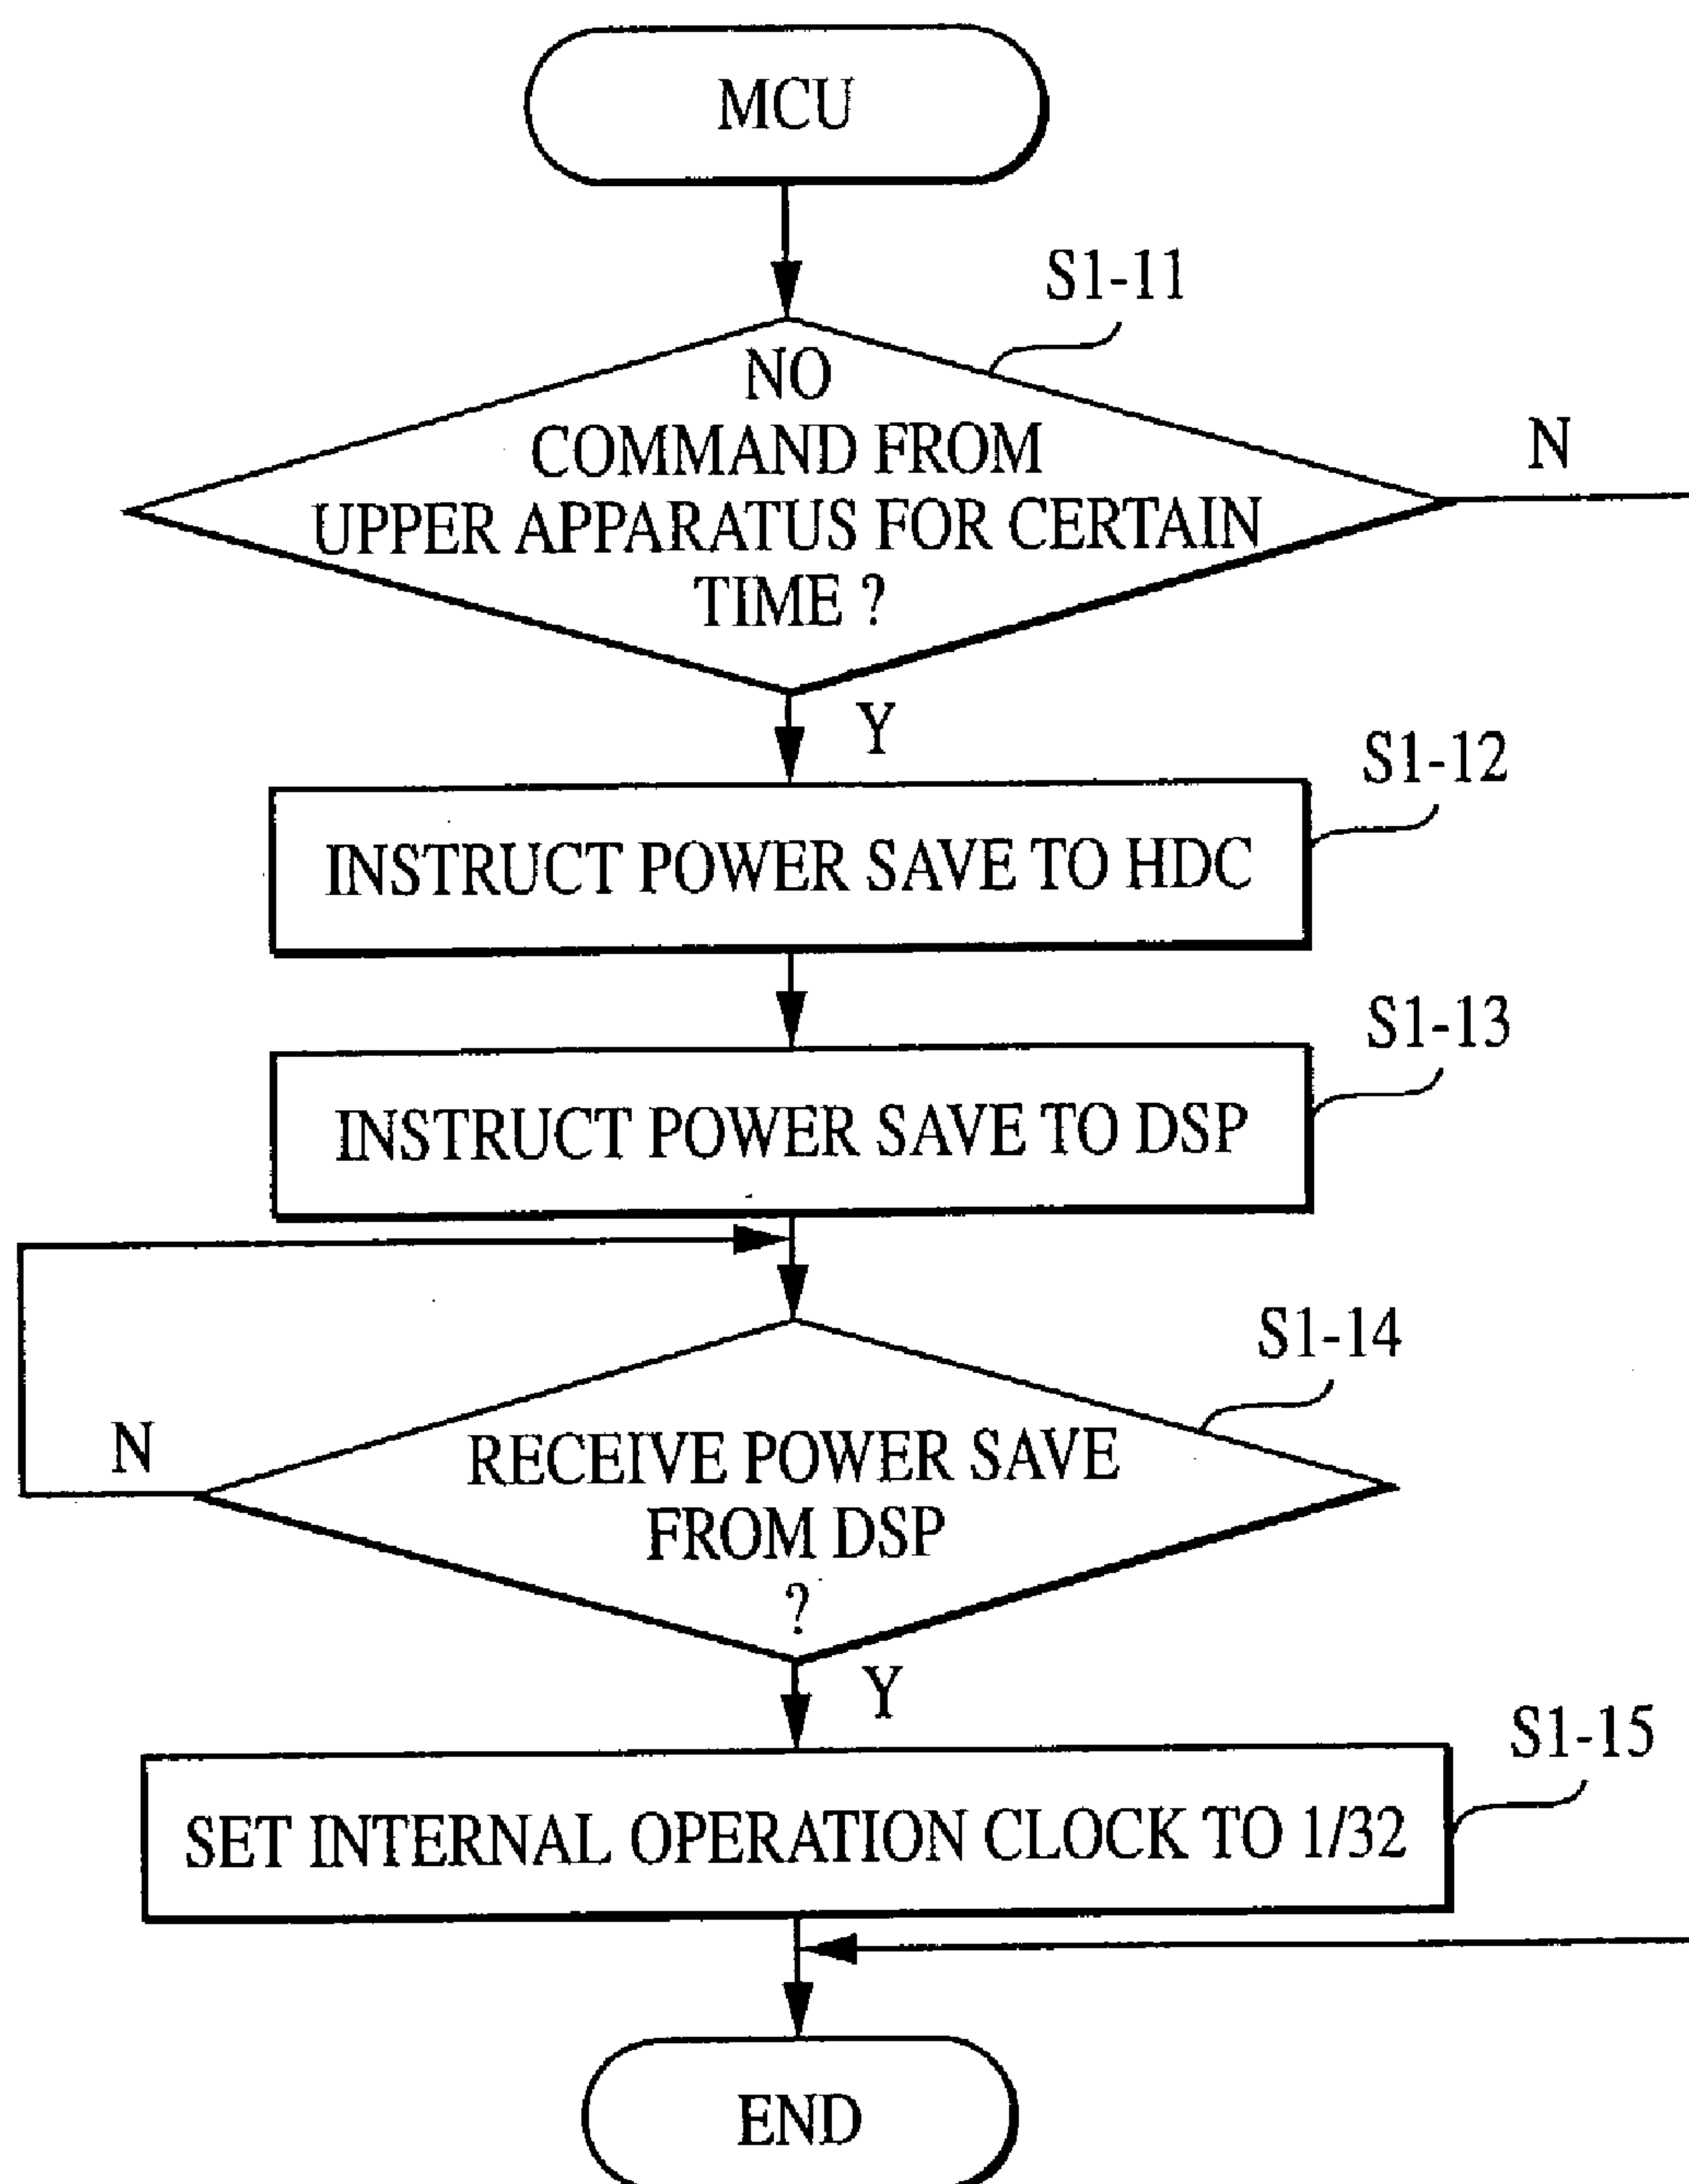 MCU
S1-11
NO
COMMAND FROM
UPPER APPARATUS FOR CERTAIN
TIME ?
N
Y
S1-12
INSTRUCT POWER SAVE TO HDC
S1-13
INSTRUCT POWER SAVE TO DSP
S1-14
N
RECEIVE POWER SAVE
FROM DSP
?
Y
S1-15
SET INTERNAL OPERATION CLOCK TO 1/32
END